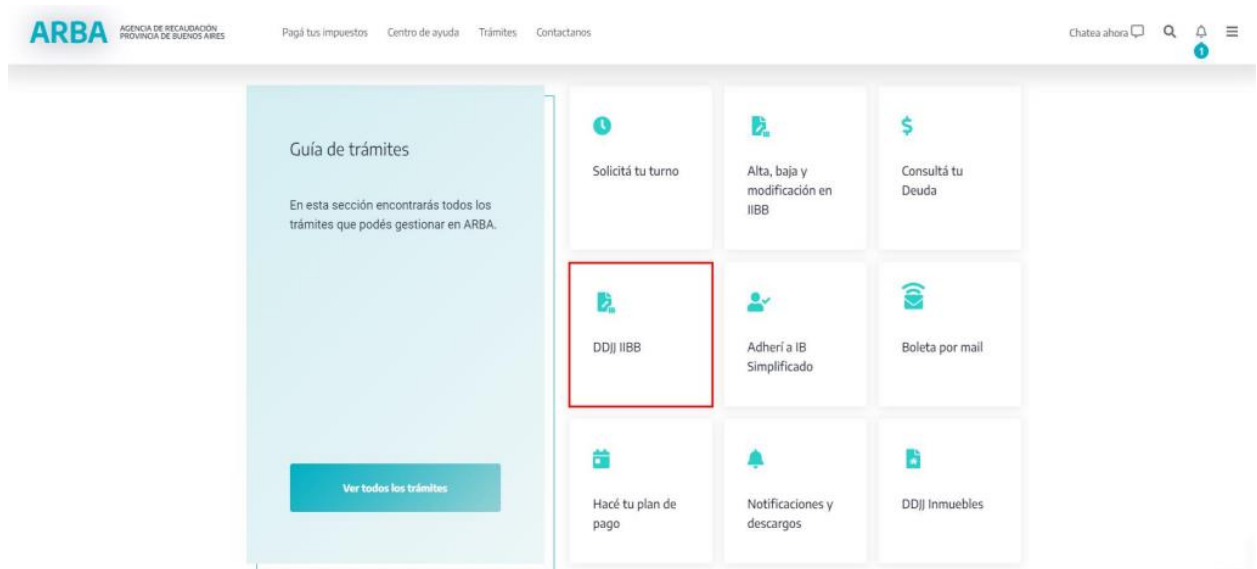 ARBA
AGENCIA DE RECAUDACIÓN
PROVINCIA DE BUENOS AIRES
Pagá tus impuestos
Centro de ayuda
Trámites
Contactanos
Chatea ahora
1
Guía de trámites
En esta sección encontrarás todos los
trámites que podés gestionar en ARBA.
Ver todos los trámites
Solicitá tu turno
Alta, baja y
modificación en
IIBB
Consultá tu
Deuda
DDJJ IIBB
Adherí a IB
Simplificado
Boleta por mail
Hacé tu plan de
pago
Notificaciones y
descargos
DDJJ Inmuebles